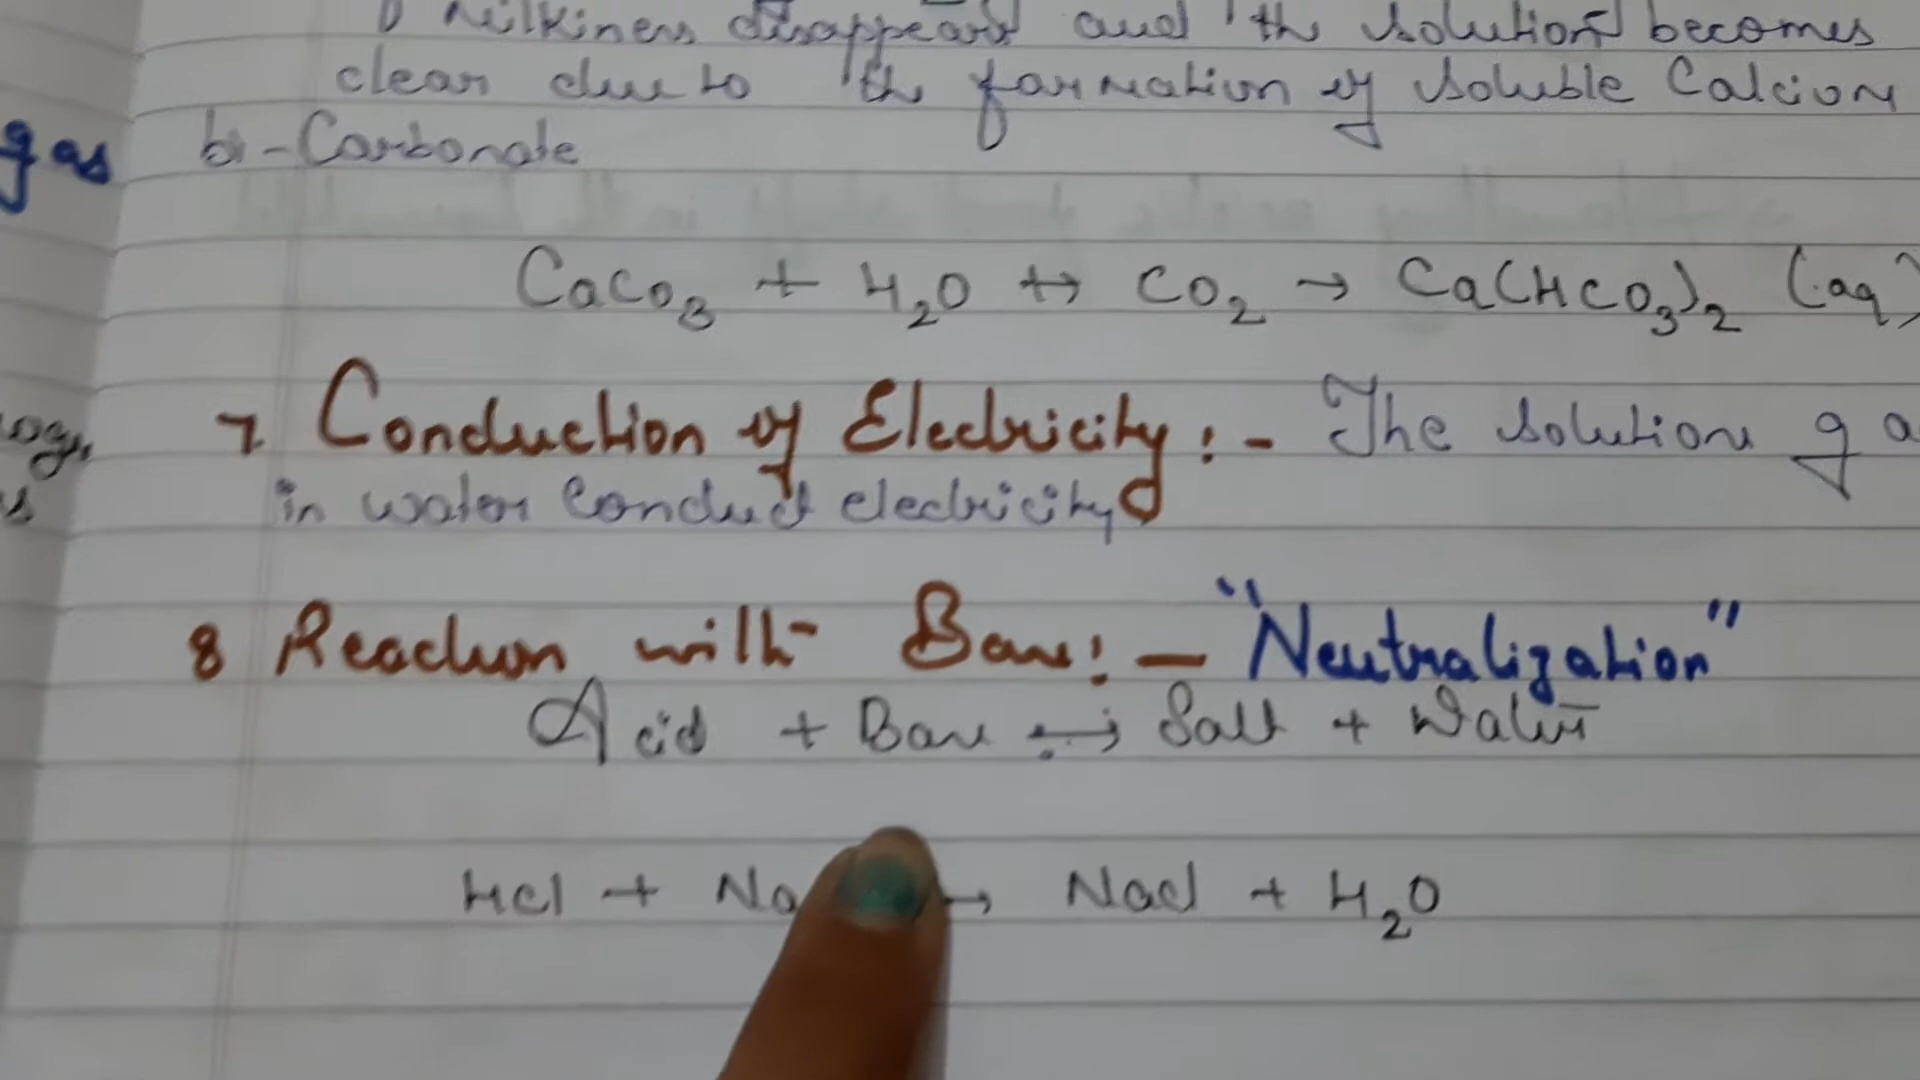 milkiness disappears and the solution becomes
clear due to the formation of soluble Calcium
gas
bi-Carbonate
CaCO3 + H2O + CO2 → Ca(HCO3)2 (aq)
7 Conduction of Electricity:- The solution of a
in water conduct electricity
8 Reaction with Base:- "Neutralization"
Acid + Base → Salt + Water
HCl + Na → NaCl + H2O